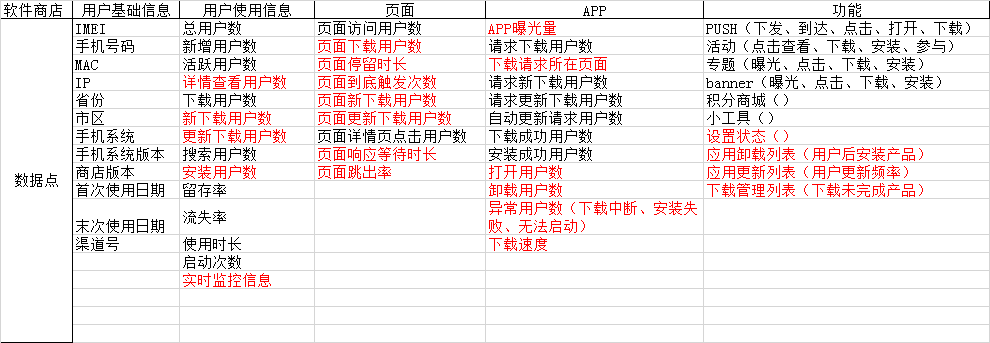 软件商店 用户基础信息 用户使用信息 页面 APP 功能
IMEI 总用户数 页面访问用户数 APP曝光量 PUSH（下发、到达、点击、打开、下载）
手机号码 新增用户数 页面下载用户数 请求下载用户数 活动（点击查看、下载、安装、参与）
MAC 活跃用户数 页面停留时长 下载请求所在页面 专题（曝光、点击、下载、安装）
IP 详情查看用户数 页面到底触发次数 请求新下载用户数 banner（曝光、点击、下载、安装）
省份 下载用户数 页面新下载用户数 请求更新下载用户数 积分商城（）
市区 新下载用户数 页面更新下载用户数 自动更新请求用户数 小工具（）
手机系统 更新下载用户数 页面详情页点击用户数 下载成功用户数 设置状态（）
手机系统版本 搜索用户数 页面响应等待时长 安装成功用户数 应用卸载列表（用户后安装产品）
数据点 商店版本 安装用户数 页面跳出率 打开用户数 应用更新列表（用户更新频率）
首次使用日期 留存率 卸载用户数 下载管理列表（下载未完成产品）
末次使用日期 流失率 异常用户数（下载中断、安装失
败、无法启动）
渠道号 使用时长 下载速度
启动次数
实时监控信息